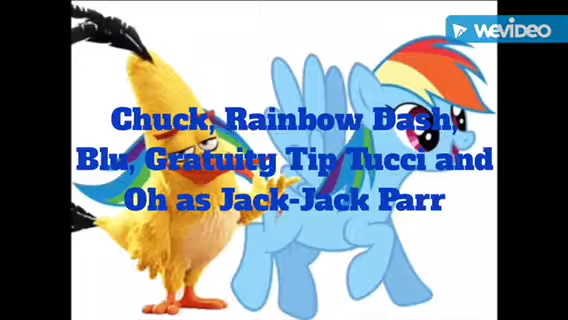 WEVIDEO
Chuck, Rainbow Dash,
Blu, Gratuity Tip Tucci and
Oh as Jack-Jack Parr